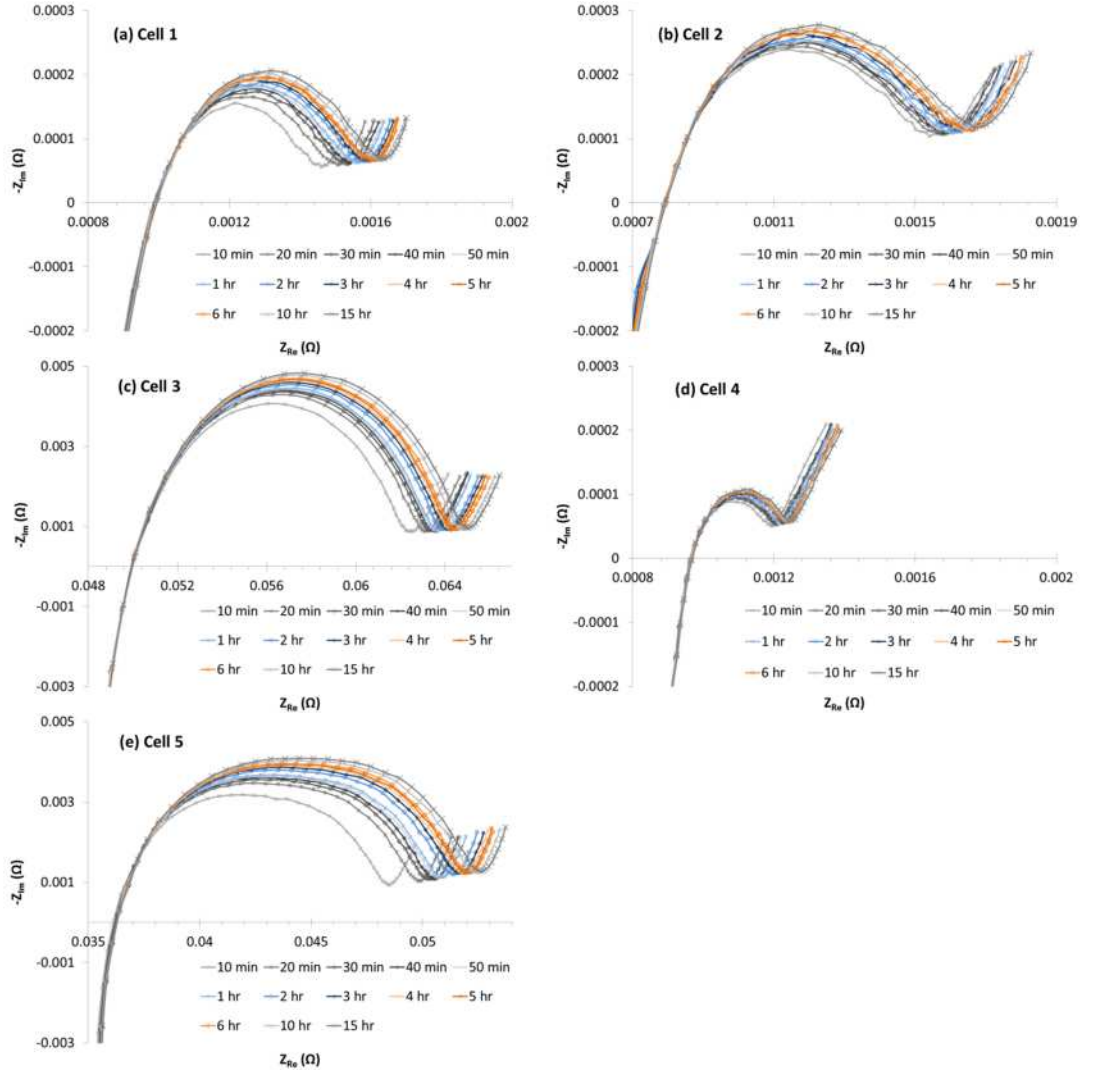 (a) Cell 1
0.0003
0.0002
0.0001
0
-0.0001
-0.0002
-Z_Im (Ω)
0.0008 0.0012 0.0016 0.002
10 min 20 min 30 min 40 min 50 min
1 hr 2 hr 3 hr 4 hr 5 hr
6 hr 10 hr 15 hr
Z_Re (Ω)
(b) Cell 2
0.0003
0.0002
0.0001
0
-0.0001
-0.0002
-Z_Im (Ω)
0.0007 0.0011 0.0015 0.0019
10 min 20 min 30 min 40 min 50 min
1 hr 2 hr 3 hr 4 hr 5 hr
6 hr 10 hr 15 hr
Z_Re (Ω)
(c) Cell 3
0.005
0.003
0.001
-0.001
-0.003
-Z_Im (Ω)
0.048 0.052 0.056 0.06 0.064
10 min 20 min 30 min 40 min 50 min
1 hr 2 hr 3 hr 4 hr 5 hr
6 hr 10 hr 15 hr
Z_Re (Ω)
(d) Cell 4
0.0003
0.0002
0.0001
0
-0.0001
-0.0002
-Z_Im (Ω)
0.0008 0.0012 0.0016 0.002
10 min 20 min 30 min 40 min 50 min
1 hr 2 hr 3 hr 4 hr 5 hr
6 hr 10 hr 15 hr
Z_Re (Ω)
(e) Cell 5
0.005
0.003
0.001
-0.001
-0.003
-Z_Im (Ω)
0.035 0.04 0.045 0.05
10 min 20 min 30 min 40 min 50 min
1 hr 2 hr 3 hr 4 hr 5 hr
6 hr 10 hr 15 hr
Z_Re (Ω)